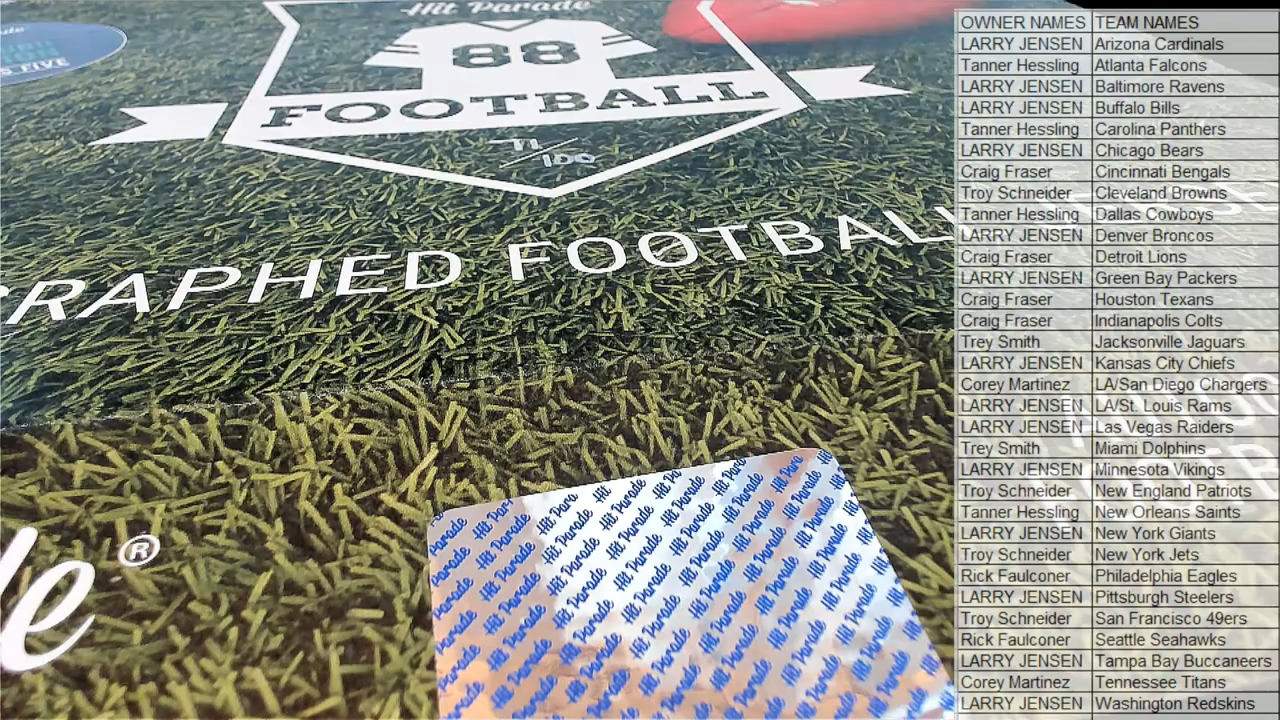 Hit Parade
88
FOOTBALL
71/100
S FIVE
RAPHED FOOTBALL
®
Hit Parade
OWNER NAMES TEAM NAMES
LARRY JENSEN Arizona Cardinals
Tanner Hessling Atlanta Falcons
LARRY JENSEN Baltimore Ravens
LARRY JENSEN Buffalo Bills
Tanner Hessling Carolina Panthers
LARRY JENSEN Chicago Bears
Craig Fraser Cincinnati Bengals
Troy Schneider Cleveland Browns
Tanner Hessling Dallas Cowboys
LARRY JENSEN Denver Broncos
Craig Fraser Detroit Lions
LARRY JENSEN Green Bay Packers
Craig Fraser Houston Texans
Craig Fraser Indianapolis Colts
Trey Smith Jacksonville Jaguars
LARRY JENSEN Kansas City Chiefs
Corey Martinez LA/San Diego Chargers
LARRY JENSEN LA/St. Louis Rams
LARRY JENSEN Las Vegas Raiders
Trey Smith Miami Dolphins
LARRY JENSEN Minnesota Vikings
Troy Schneider New England Patriots
Tanner Hessling New Orleans Saints
LARRY JENSEN New York Giants
Troy Schneider New York Jets
Rick Faulconer Philadelphia Eagles
LARRY JENSEN Pittsburgh Steelers
Troy Schneider San Francisco 49ers
Rick Faulconer Seattle Seahawks
LARRY JENSEN Tampa Bay Buccaneers
Corey Martinez Tennessee Titans
LARRY JENSEN Washington Redskins